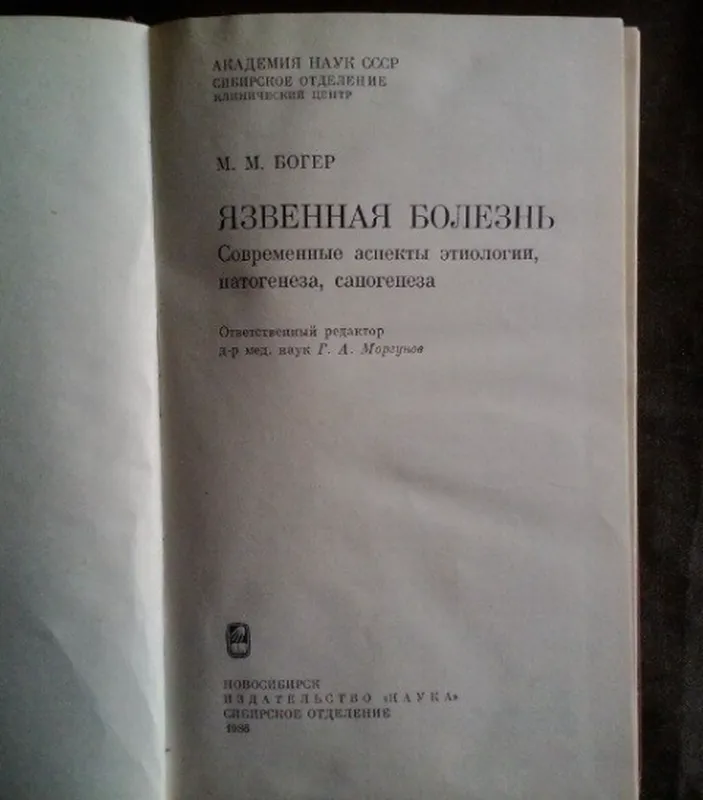 АКАДЕМИЯ НАУК СССР
СИБИРСКОЕ ОТДЕЛЕНИЕ
КЛИНИЧЕСКИЙ ЦЕНТР
М. М. БОГЕР
ЯЗВЕННАЯ БОЛЕЗНЬ
Современные аспекты этиологии,
патогенеза, саногенеза
Ответственный редактор
д-р мед. наук Г. А. Моргунов
НОВОСИБИРСК
ИЗДАТЕЛЬСТВО «НАУКА»
СИБИРСКОЕ ОТДЕЛЕНИЕ
1986